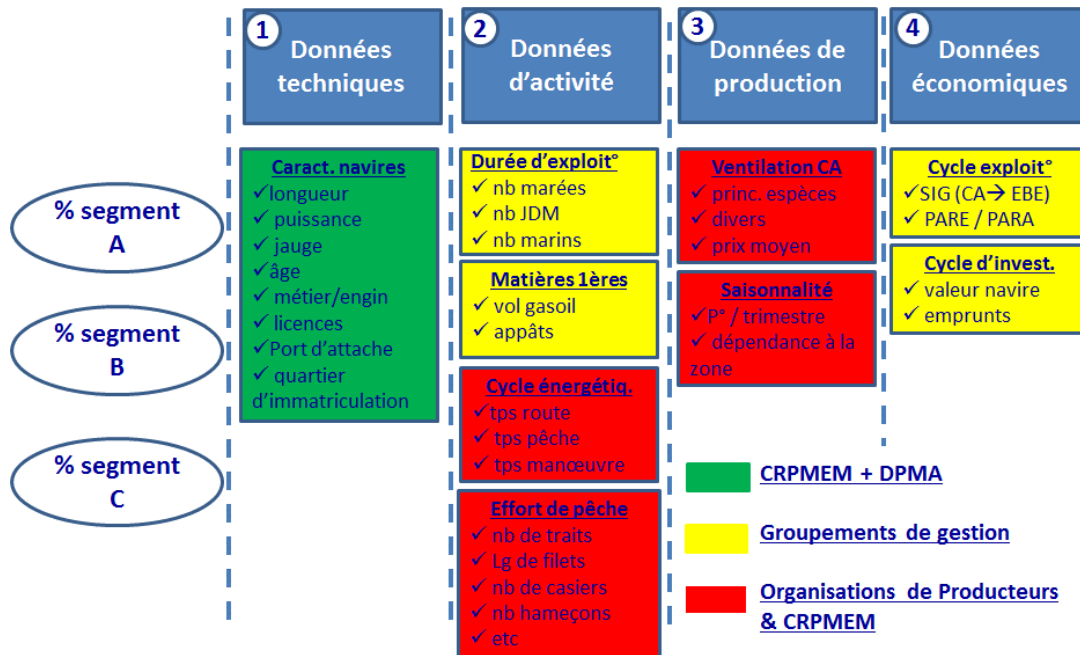 1
Données
techniques
2
Données
d'activité
3
Données de
production
4
Données
économiques
% segment
A
% segment
B
% segment
C
Caract. navires
✓longueur
✓ puissance
✓ jauge
✓âge
✓ métier/engin
✓ licences
✓Port d'attache
✓ quartier
d'immatriculation
Durée d'exploit°
✓ nb marées
✓ nb JDM
✓ nb marins
Matières 1ères
✓ vol gasoil
✓ appâts
Cycle énergétiq.
✓tps route
✓ tps pêche
✓ tps manœuvre
Effort de pêche
✓ nb de traits
✓ Lg de filets
✓ nb de casiers
✓ nb hameçons
✓ etc
Ventilation CA
✓ princ. espèces
✓ divers
✓ prix moyen
Saisonnalité
✓P° / trimestre
✓ dépendance à la
zone
Cycle exploit°
✓SIG (CA→ EBE)
✓ PARE / PARA
Cycle d'invest.
✓ valeur navire
✓ emprunts
CRPMEM + DPMA
Groupements de gestion
Organisations de Producteurs
& CRPMEM